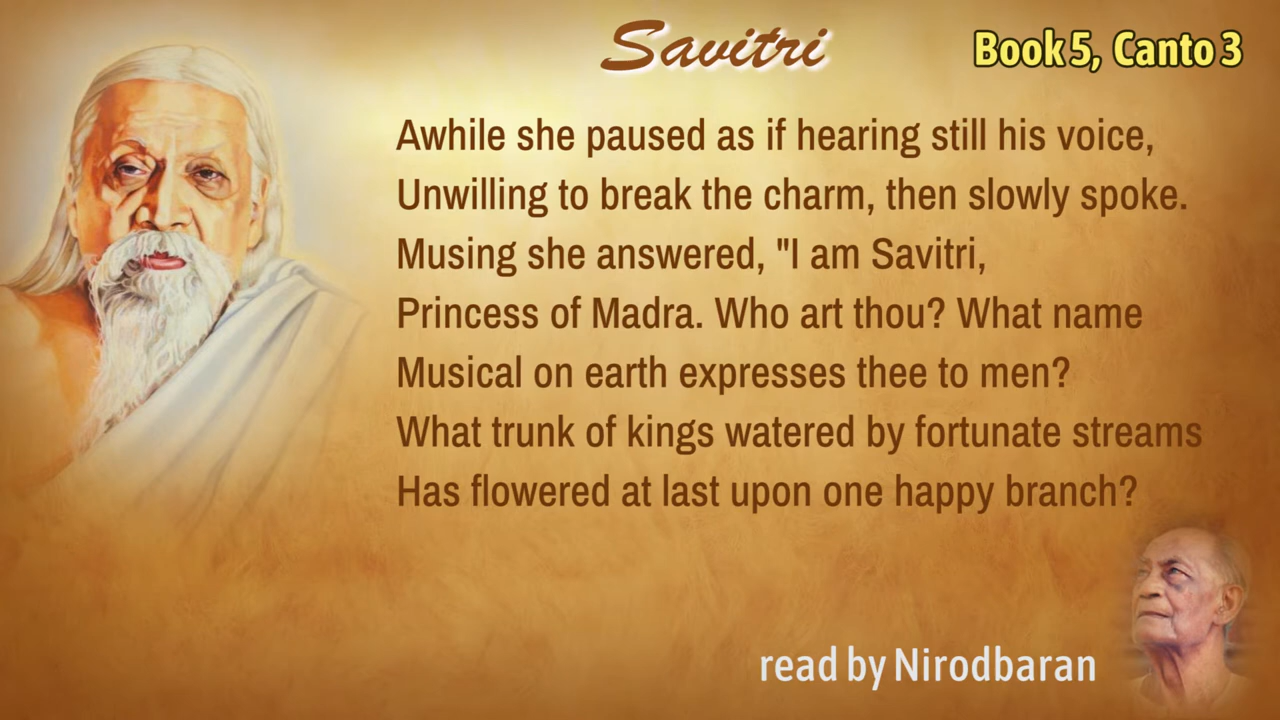 Savitri
Book 5, Canto 3
Awhile she paused as if hearing still his voice,
Unwilling to break the charm, then slowly spoke.
Musing she answered, "I am Savitri,
Princess of Madra. Who art thou? What name
Musical on earth expresses thee to men?
What trunk of kings watered by fortunate streams
Has flowered at last upon one happy branch?
read by Nirodbaran